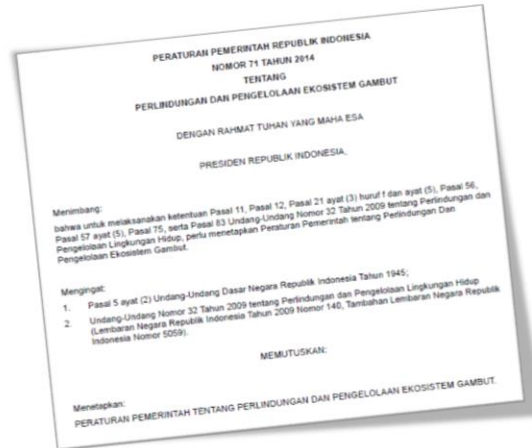 PERATURAN PEMERINTAH REPUBLIK INDONESIA
NOMOR 71 TAHUN 2014
TENTANG
PERLINDUNGAN DAN PENGELOLAAN EKOSISTEM GAMBUT
DENGAN RAHMAT TUHAN YANG MAHA ESA
PRESIDEN REPUBLIK INDONESIA,
Menimbang:
bahwa untuk melaksanakan ketentuan Pasal 11, Pasal 12, Pasal 21 ayat (3) huruf f dan ayat (5), Pasal 56,
Pasal 57 ayat (5), Pasal 75, serta Pasal 83 Undang-Undang Nomor 32 Tahun 2009 tentang Perlindungan dan
Pengelolaan Lingkungan Hidup, perlu menetapkan Peraturan Pemerintah tentang Perlindungan Dan
Pengelolaan Ekosistem Gambut.
Mengingat:
1. Pasal 5 ayat (2) Undang-Undang Dasar Negara Republik Indonesia Tahun 1945;
2. Undang-Undang Nomor 32 Tahun 2009 tentang Perlindungan dan Pengelolaan Lingkungan Hidup
(Lembaran Negara Republik Indonesia Tahun 2009 Nomor 140, Tambahan Lembaran Negara Republik
Indonesia Nomor 5059).
MEMUTUSKAN:
Menetapkan:
PERATURAN PEMERINTAH TENTANG PERLINDUNGAN DAN PENGELOLAAN EKOSISTEM GAMBUT.